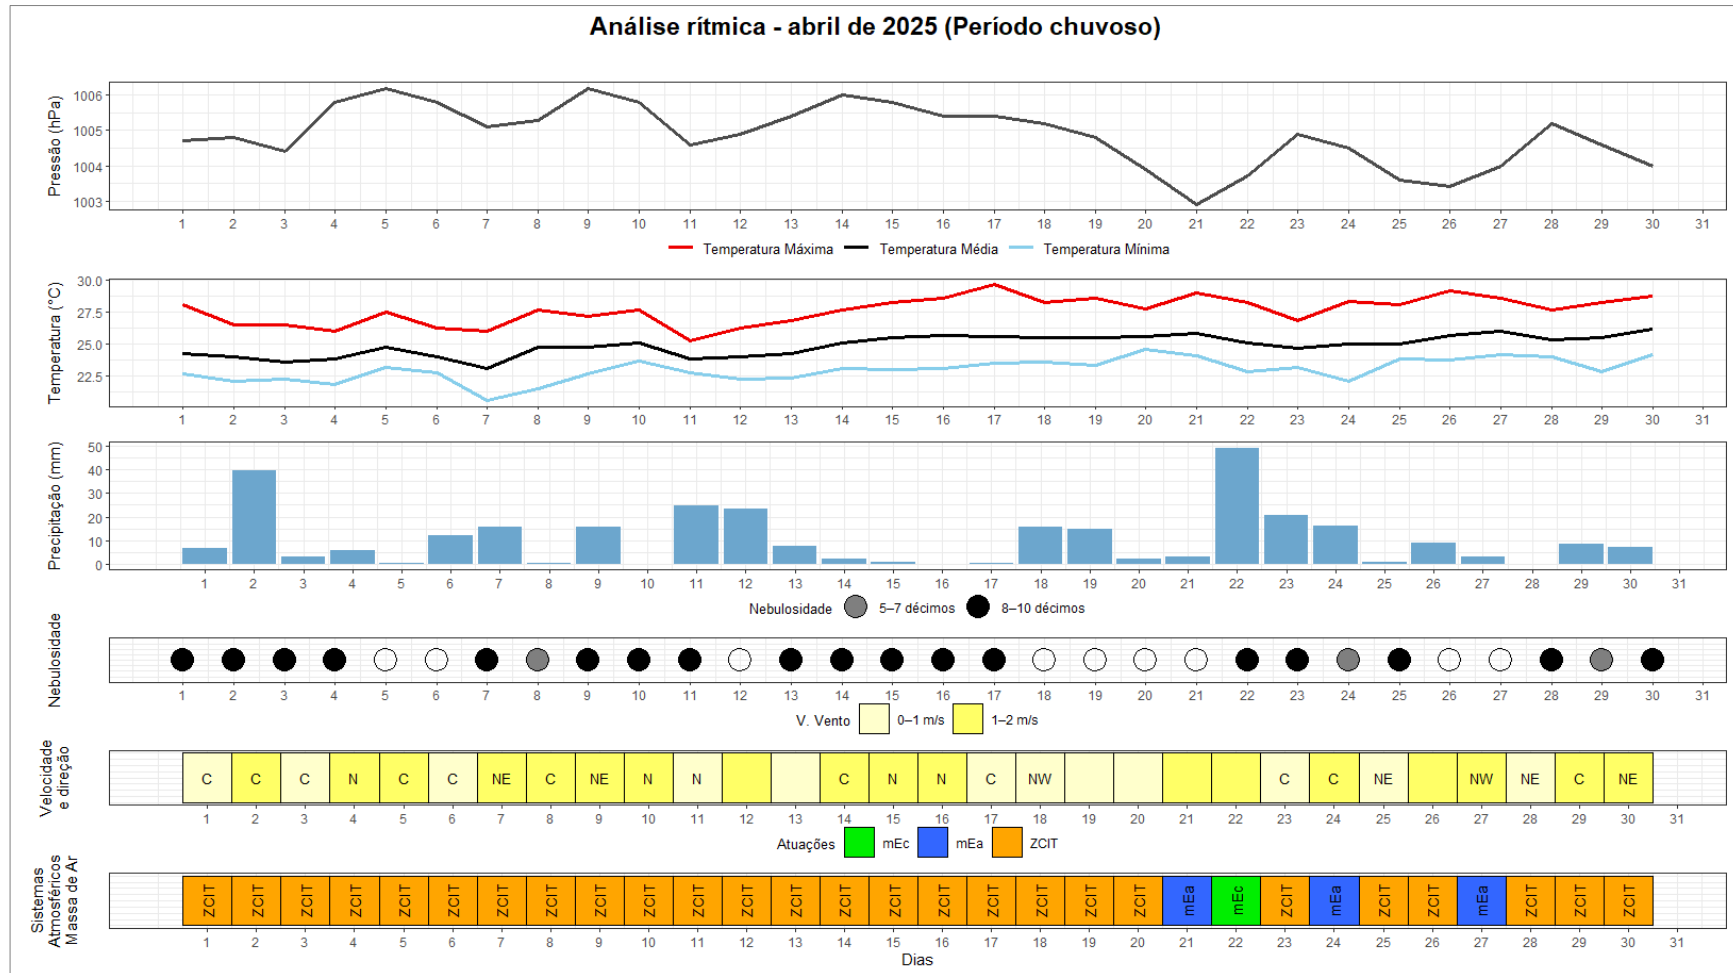 Análise rítmica - abril de 2025 (Período chuvoso)
Pressão (hPa)
1006
1005
1004
1003
1 2 3 4 5 6 7 8 9 10 11 12 13 14 15 16 17 18 19 20 21 22 23 24 25 26 27 28 29 30 31
Temperatura Máxima Temperatura Média Temperatura Mínima
Temperatura (°C)
30.0
27.5
25.0
22.5
1 2 3 4 5 6 7 8 9 10 11 12 13 14 15 16 17 18 19 20 21 22 23 24 25 26 27 28 29 30 31
Precipitação (mm)
50
40
30
20
10
0
1 2 3 4 5 6 7 8 9 10 11 12 13 14 15 16 17 18 19 20 21 22 23 24 25 26 27 28 29 30 31
Nebulosidade 5–7 décimos 8–10 décimos
Nebulosidade
1 2 3 4 5 6 7 8 9 10 11 12 13 14 15 16 17 18 19 20 21 22 23 24 25 26 27 28 29 30 31
V. Vento 0–1 m/s 1–2 m/s
Velocidade
e direção
C C C N C C NE C NE N N C N N C NW C C NE NW NE C NE
1 2 3 4 5 6 7 8 9 10 11 12 13 14 15 16 17 18 19 20 21 22 23 24 25 26 27 28 29 30 31
Atuações mEc mEa ZCIT
Sistemas
Atmosféricos
Massa de Ar
ZCIT ZCIT ZCIT ZCIT ZCIT ZCIT ZCIT ZCIT ZCIT ZCIT ZCIT ZCIT ZCIT ZCIT ZCIT ZCIT ZCIT ZCIT ZCIT ZCIT mEa mEc ZCIT mEa ZCIT ZCIT mEa ZCIT ZCIT ZCIT
1 2 3 4 5 6 7 8 9 10 11 12 13 14 15 16 17 18 19 20 21 22 23 24 25 26 27 28 29 30 31
Dias